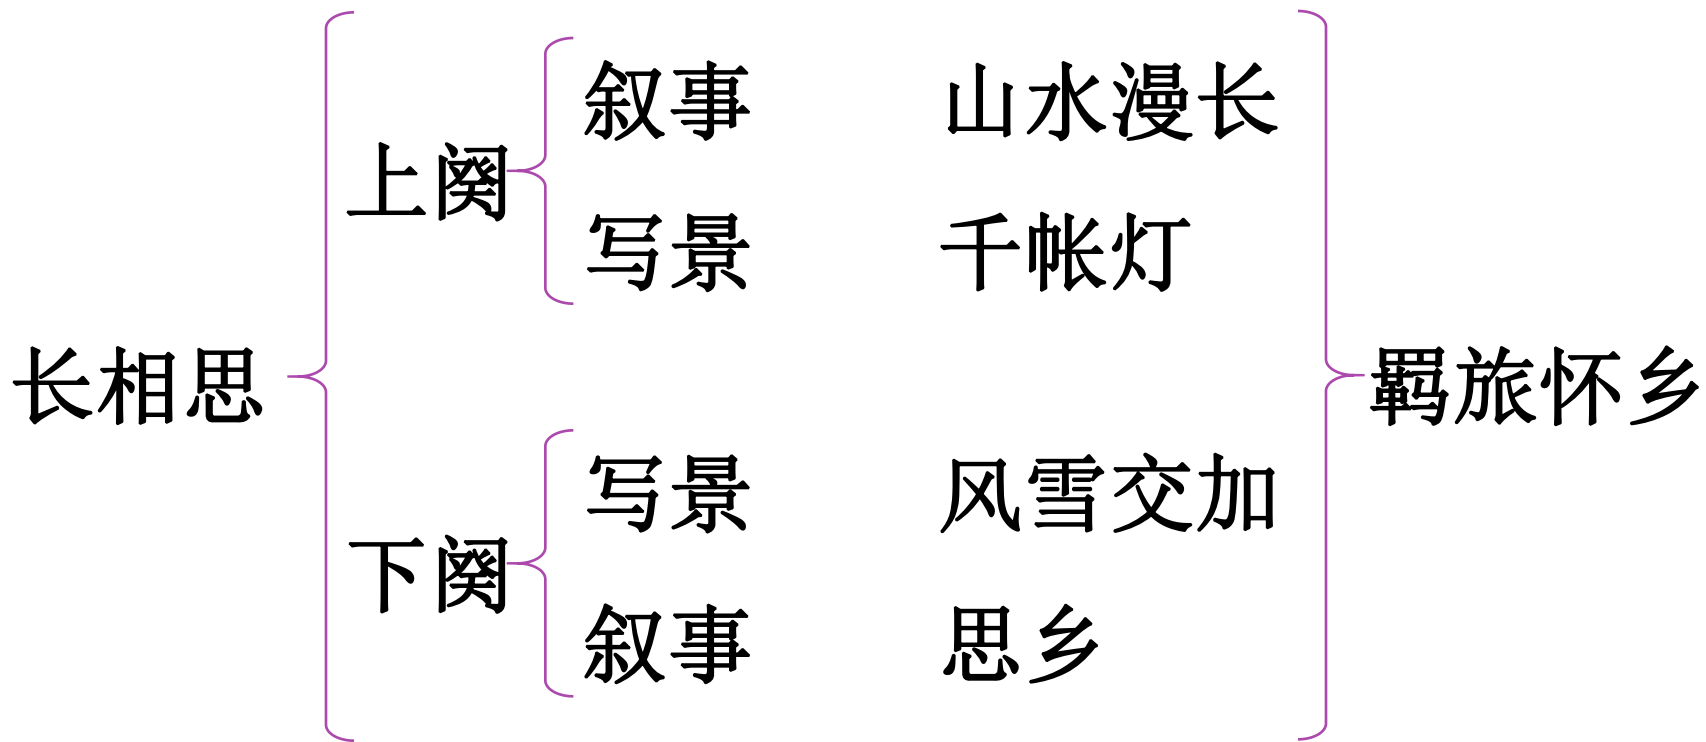 长相思
上阕
叙事 山水漫长
写景 千帐灯
下阕
写景 风雪交加
叙事 思乡
羁旅怀乡